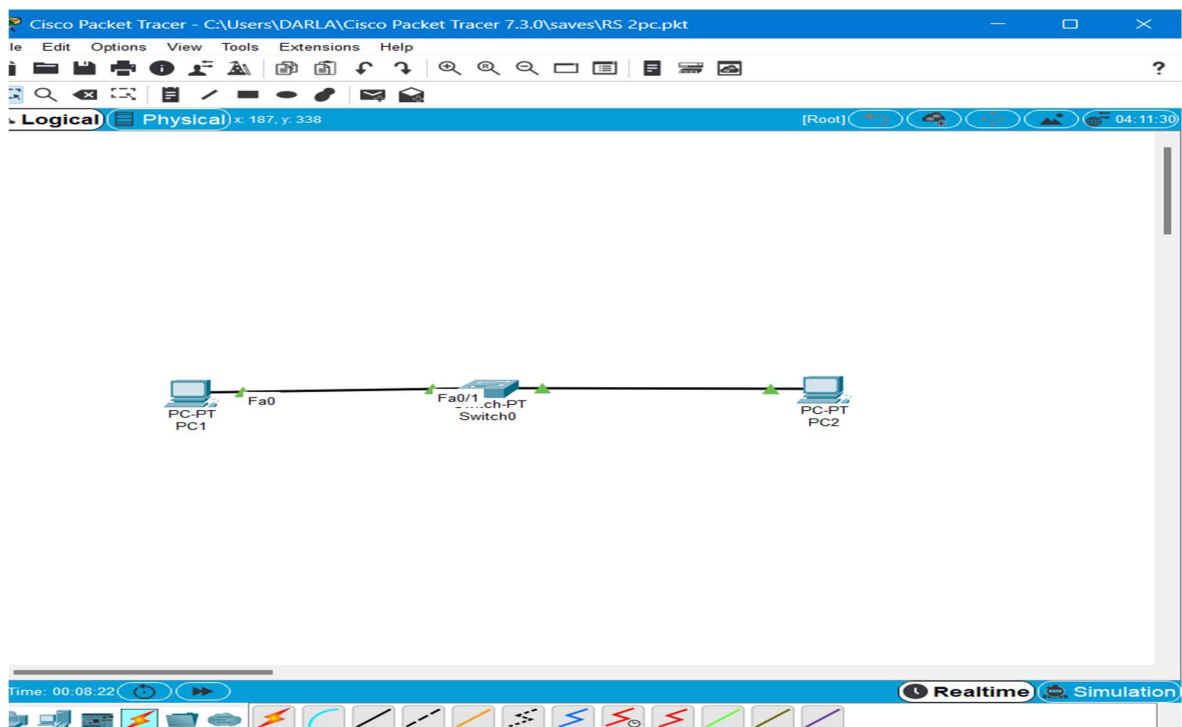 Cisco Packet Tracer - C:\Users\DARLA\Cisco Packet Tracer 7.3.0\saves\RS 2pc.pkt
le Edit Options View Tools Extensions Help
?
Logical Physical x: 187, y: 338 [Root] 04:11:30
Fa0
Fa0/1
PC-PT
PC1
ch-PT
Switch0
PC-PT
PC2
Time: 00:08:22 Realtime Simulation